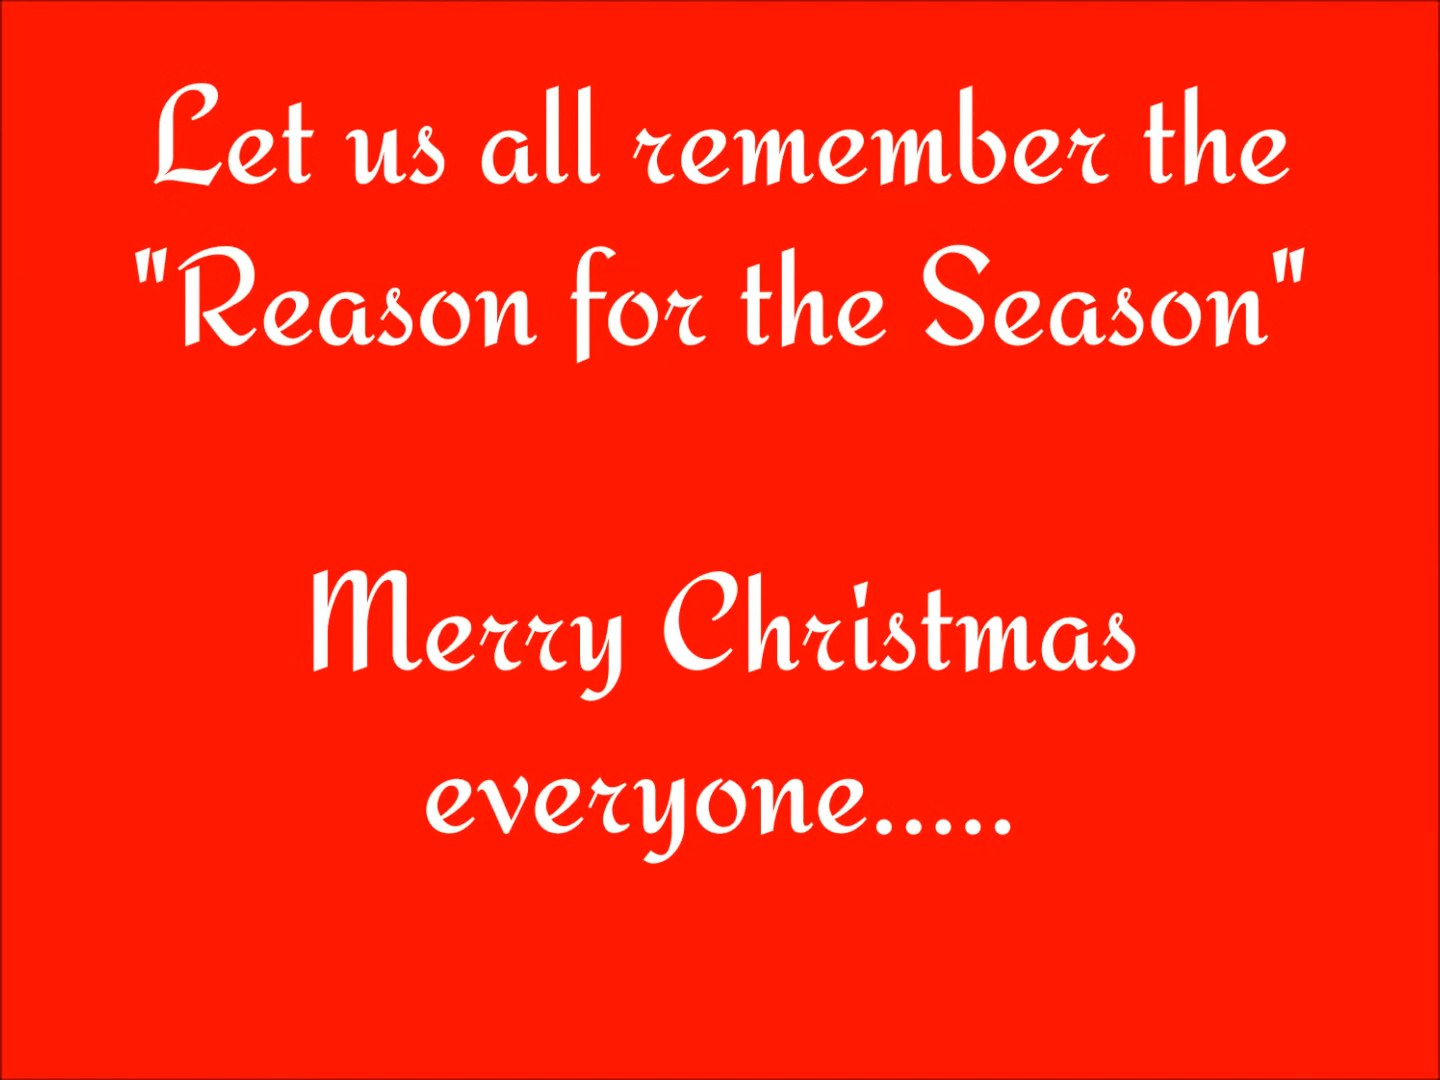 Let us all remember the
"Reason for the Season"
Merry Christmas
everyone.....